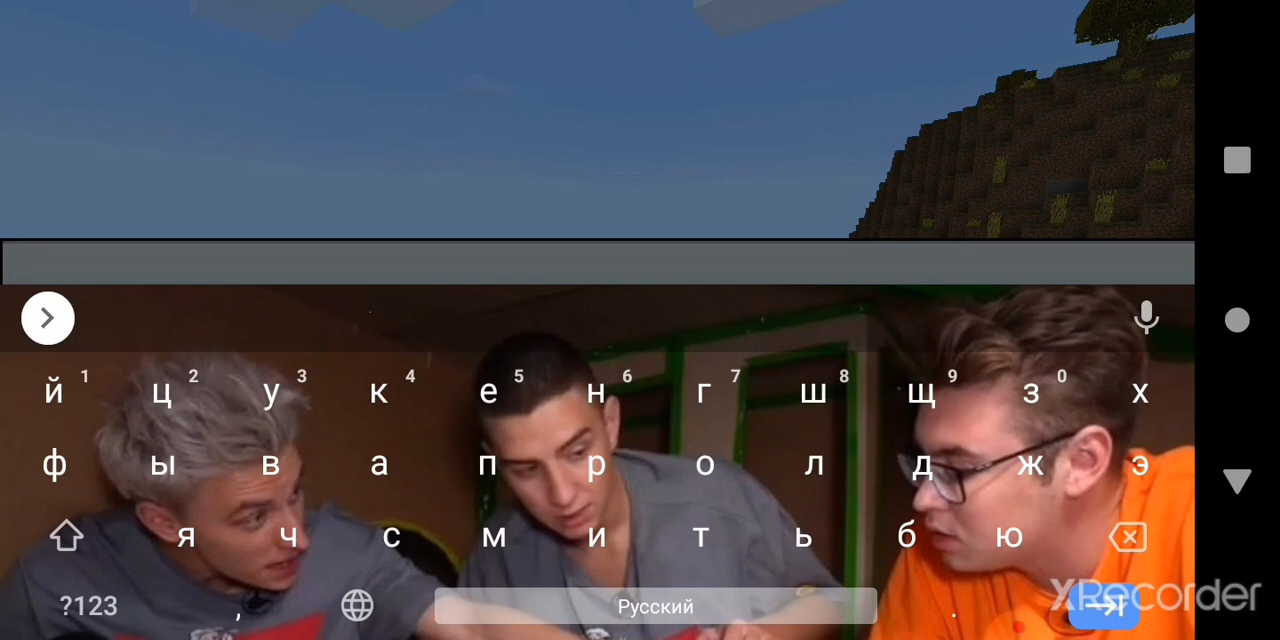 й 1 ц 2 у 3 к 4 е 5 н 6 г 7 ш 8 щ 9 з 0 х
ф ы в а п р о л д ж э
я ч с м и т ь б ю
?123 , Русский .
XRecorder